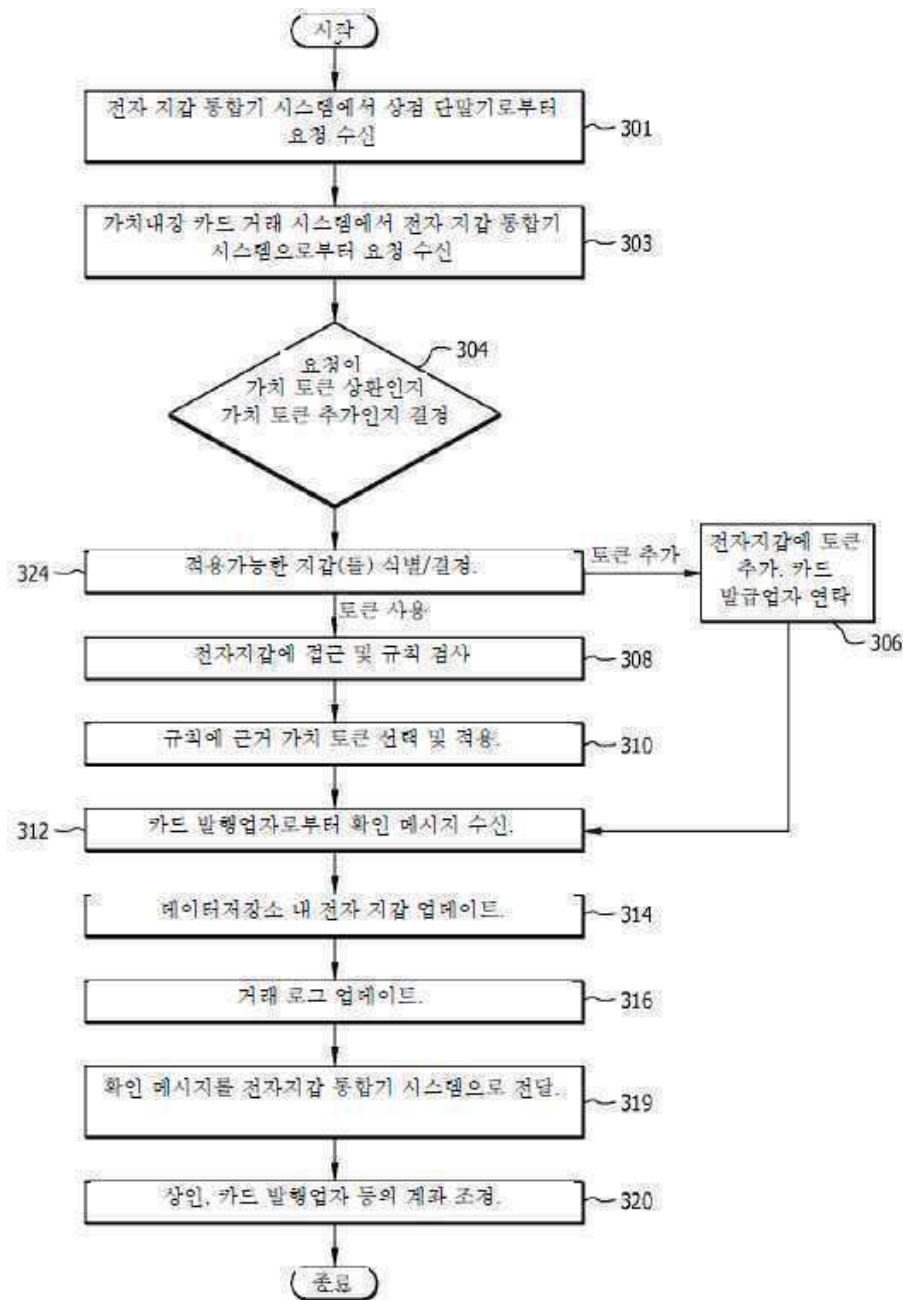 시작
전자 지갑 통합기 시스템에서 상점 단말기로부터
요청 수신
301
가치내장 카드 거래 시스템에서 전자 지갑 통합기
시스템으로부터 요청 수신
303
304
요청이
가치 토큰 상환인지
가치 토큰 추가인지 결정
324
적용가능한 지갑(들) 식별/결정.
토큰 추가
전자지갑에 토큰
추가. 카드
발급업자 연락
306
토큰 사용
전자지갑에 접근 및 규칙 검사
308
규칙에 근거 가치 토큰 선택 및 적용.
310
312
카드 발행업자로부터 확인 메시지 수신.
데이터저장소 내 전자 지갑 업데이트.
314
거래 로그 업데이트.
316
확인 메시지를 전자지갑 통합기 시스템으로 전달.
319
상인, 카드 발행업자 등의 계좌 조정.
320
종료